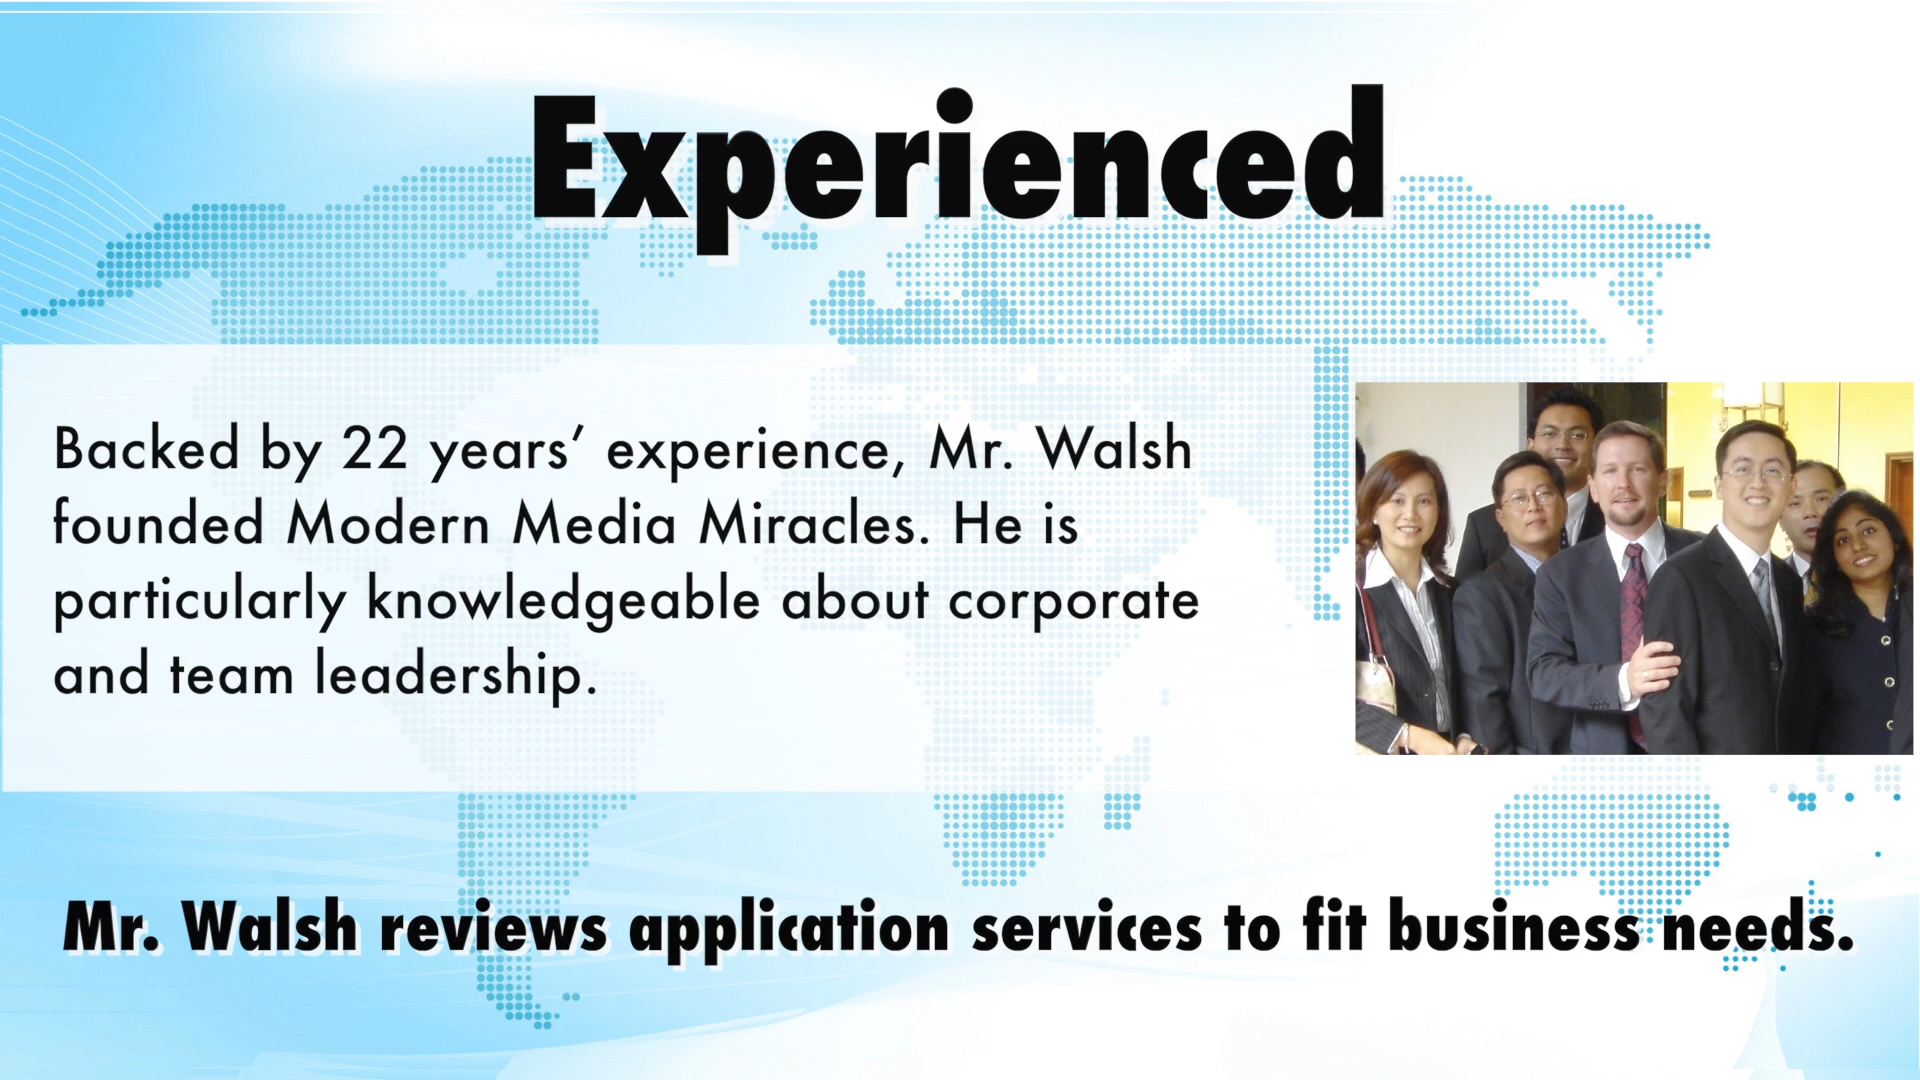 Experienced
Backed by 22 years’ experience, Mr. Walsh
founded Modern Media Miracles. He is
particularly knowledgeable about corporate
and team leadership.
Mr. Walsh reviews application services to fit business needs.